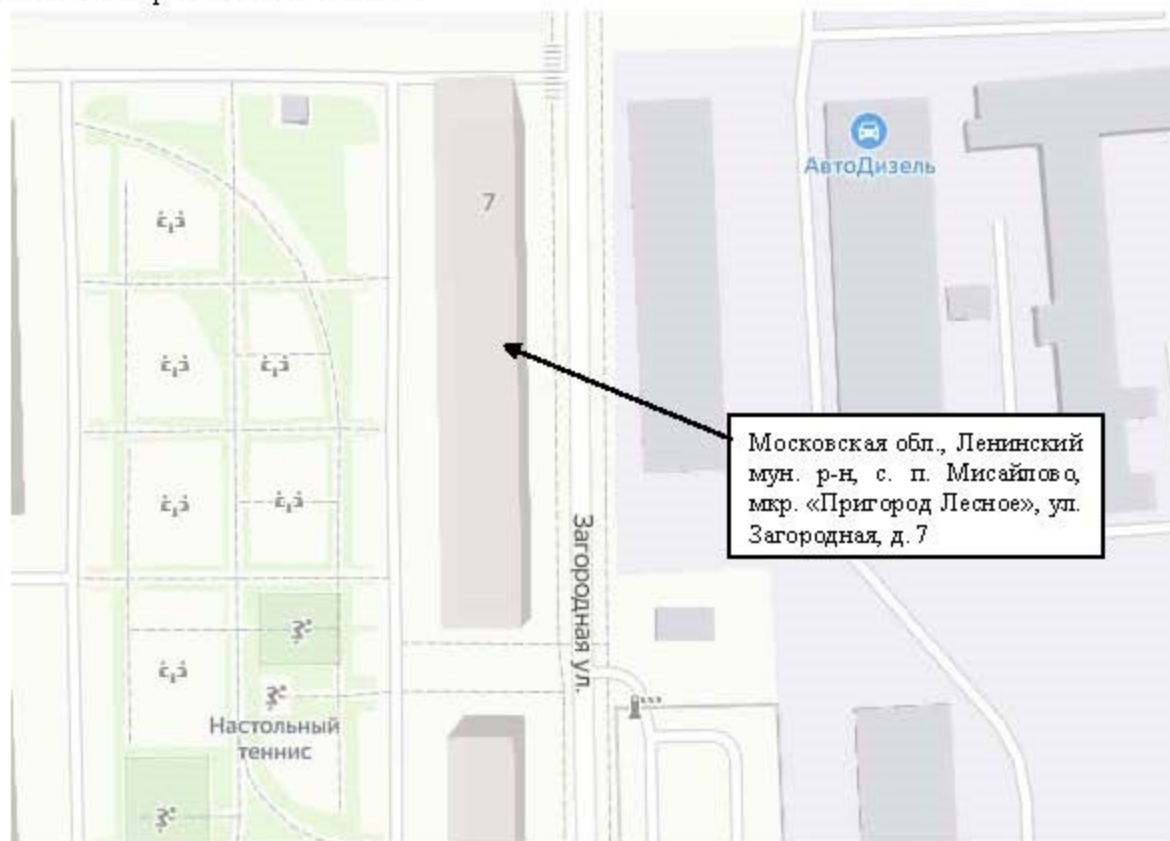 7
АвтоДизель
Московская обл., Ленинский
мун. р-н, с. п. Мисайлово,
мкр. «Пригород Лесное», ул.
Загородная, д. 7
Загородная ул.
Настольный
теннис